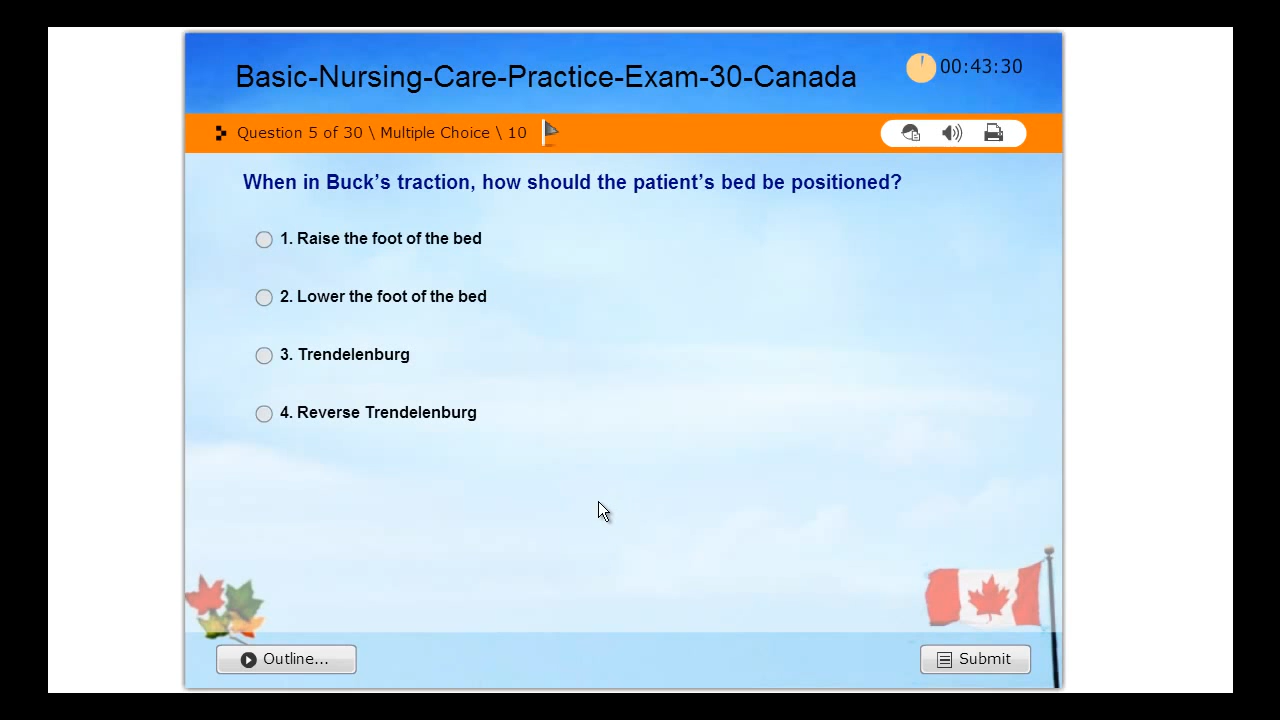 Basic-Nursing-Care-Practice-Exam-30-Canada
00:43:30
Question 5 of 30 \ Multiple Choice \ 10
When in Buck’s traction, how should the patient’s bed be positioned?
1. Raise the foot of the bed
2. Lower the foot of the bed
3. Trendelenburg
4. Reverse Trendelenburg
Outline...
Submit